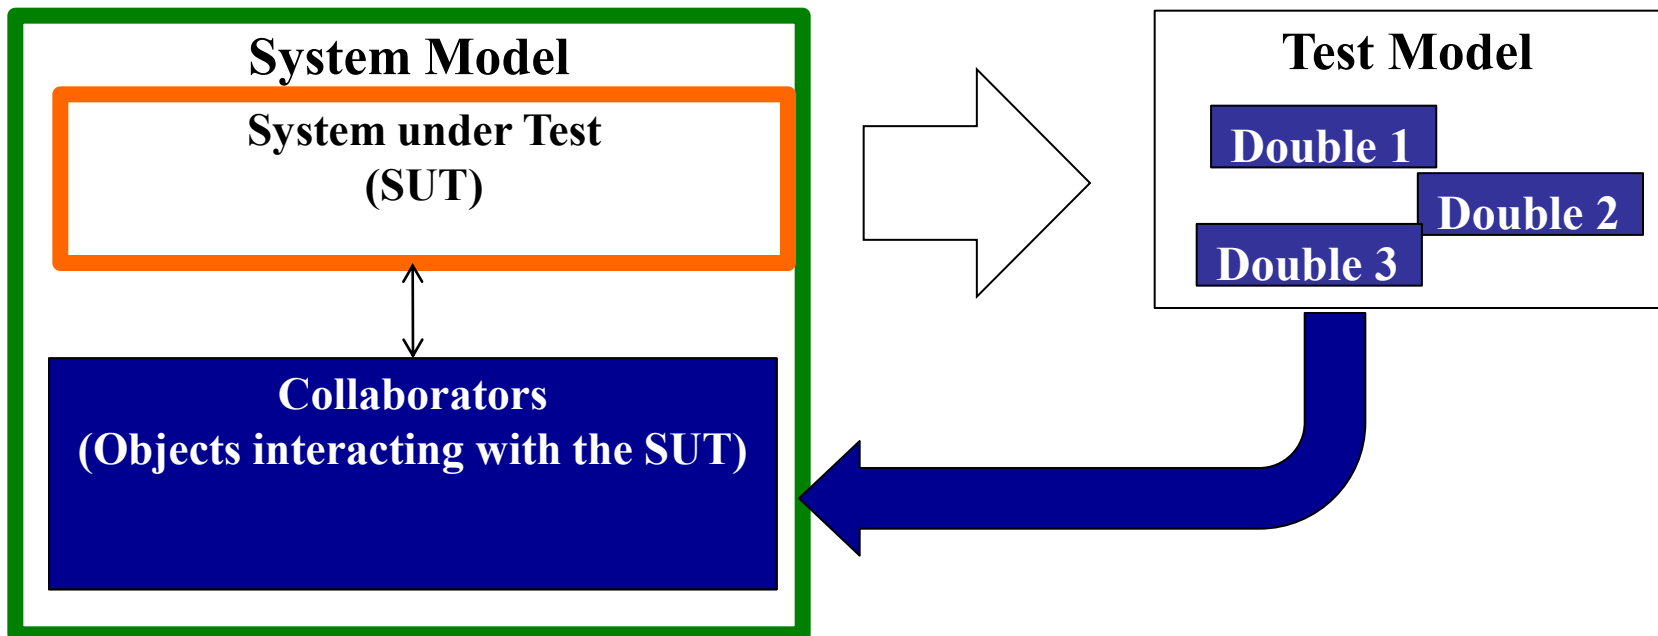 System Model
System under Test
(SUT)
Collaborators
(Objects interacting with the SUT)
Test Model
Double 1
Double 2
Double 3